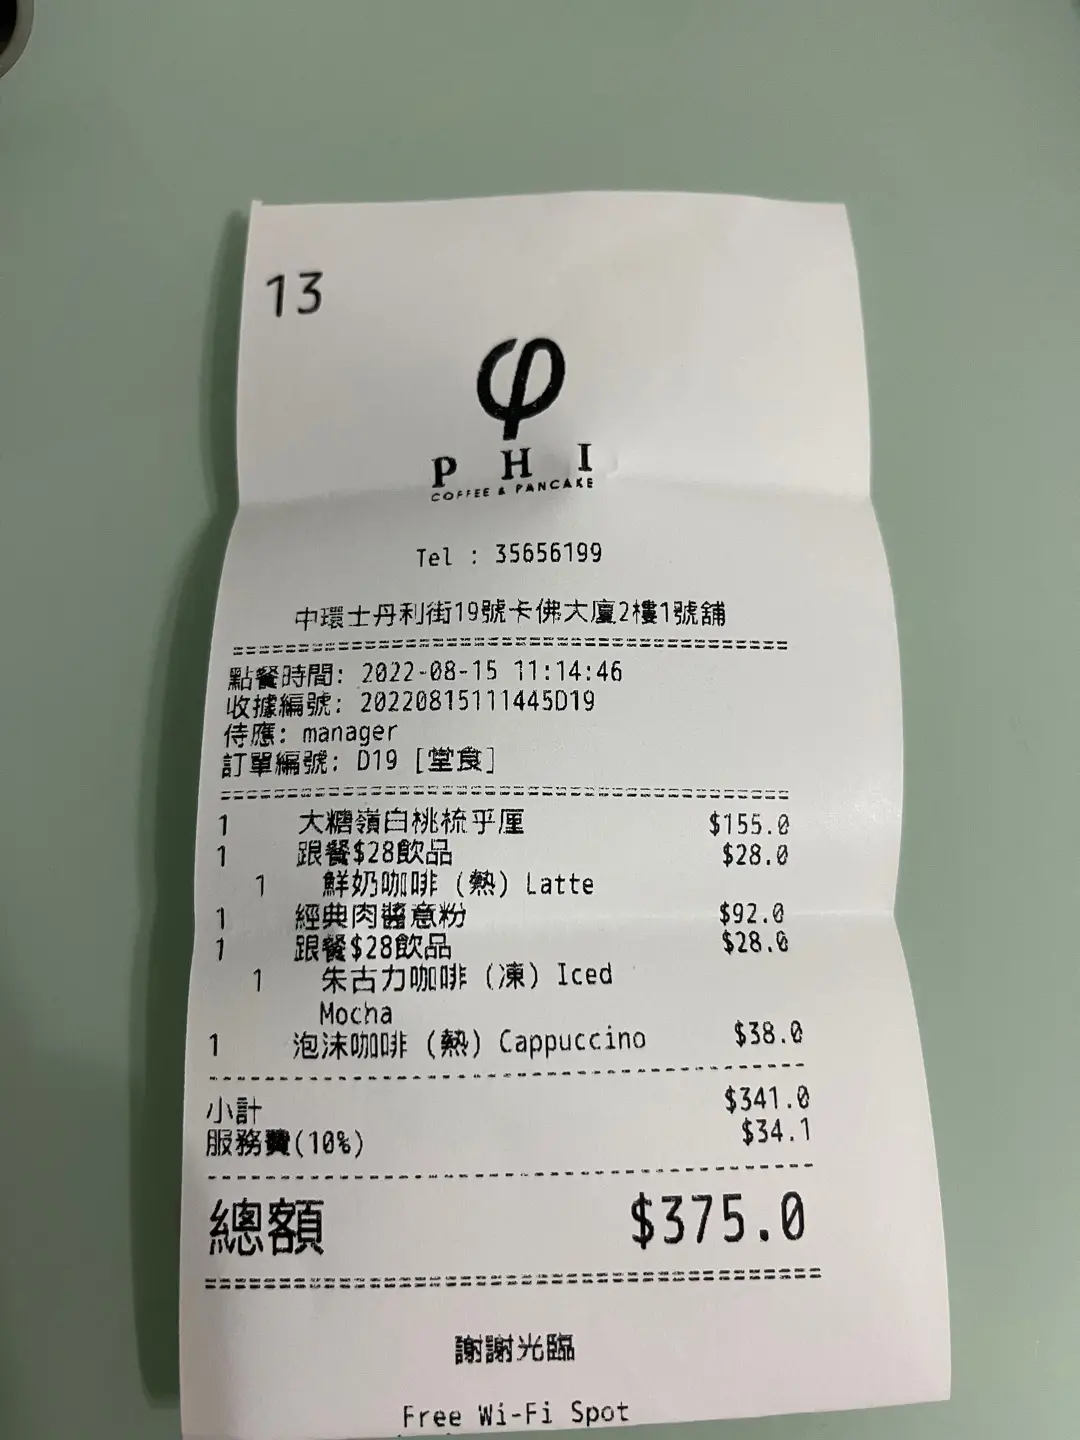 13
φ
PHI
COFFEE & PANCAKE
Tel : 35656199
中環士丹利街19號卡佛大廈2樓1號舖
點餐時間: 2022-08-15 11:14:46
收據編號: 20220815111445D19
侍應: manager
訂單編號: D19 [堂食]
1 大糖嶺白桃梳乎厘 $155.0
1 跟餐$28飲品 $28.0
1 鮮奶咖啡 (熱) Latte
1 經典肉醬意粉 $92.0
1 跟餐$28飲品 $28.0
1 朱古力咖啡 (凍) Iced
Mocha
1 泡沫咖啡 (熱) Cappuccino $38.0
小計 $341.0
服務費(10%) $34.1
總額 $375.0
謝謝光臨
Free Wi-Fi Spot